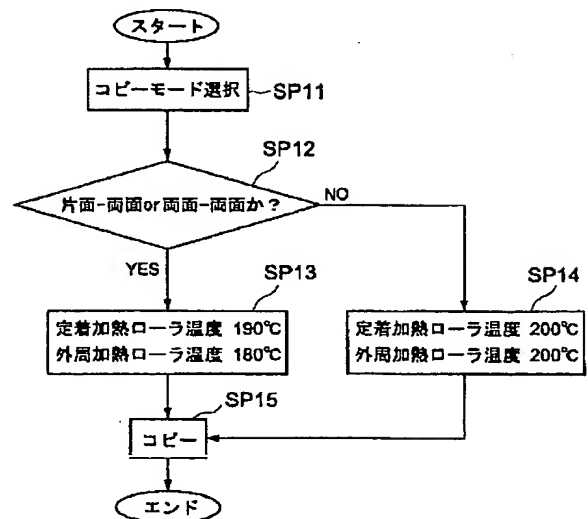 スタート
コピーモード選択
SP11
SP12
片面-両面or両面-両面か?
NO
YES
SP13
定着加熱ローラ温度 190℃
外周加熱ローラ温度 180℃
SP14
定着加熱ローラ温度 200℃
外周加熱ローラ温度 200℃
SP15
コピー
エンド